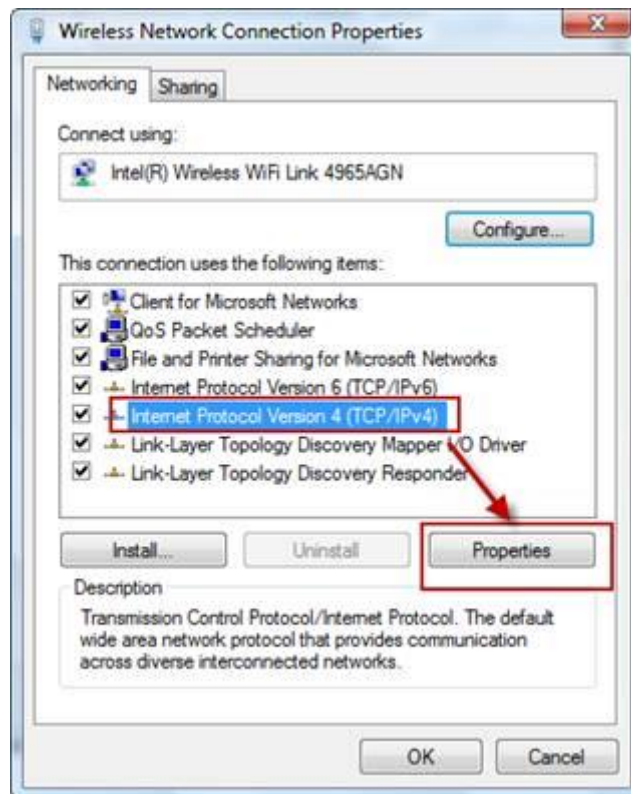 Wireless Network Connection Properties
Networking
Sharing
Connect using:
Intel(R) Wireless WiFi Link 4965AGN
Configure...
This connection uses the following items:
Client for Microsoft Networks
QoS Packet Scheduler
File and Printer Sharing for Microsoft Networks
Internet Protocol Version 6 (TCP/IPv6)
Internet Protocol Version 4 (TCP/IPv4)
Link-Layer Topology Discovery Mapper I/O Driver
Link-Layer Topology Discovery Responder
Install...
Uninstall
Properties
Description
Transmission Control Protocol/Internet Protocol. The default
wide area network protocol that provides communication
across diverse interconnected networks.
OK
Cancel